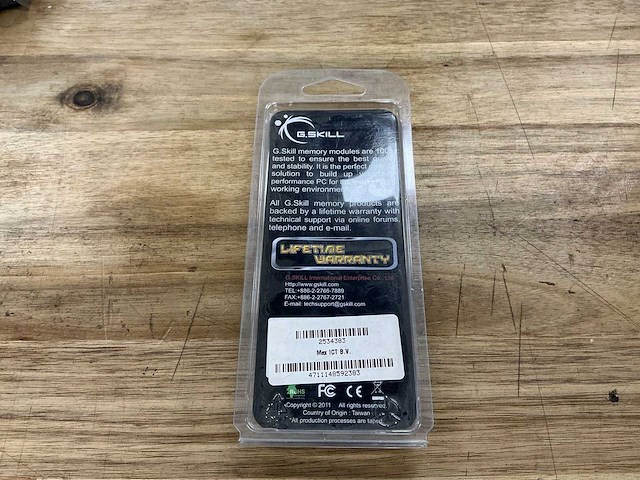 G.SKILL
G.Skill memory modules are
tested to ensure the best
and stability. It is the perfect
solution to build up
performance PC for
working
All G.Skill memory products are
backed by a lifetime warranty with
technical support via online forums,
telephone and e-mail.
LIFETIME
WARRANTY
G.SKILL International Enterprise Co., Ltd.
Http://www.gskill.com
TEL:+886-2-2766-7889
FAX:+886-2-2767-2721
E-mail: techsupport@gskill.com
2534383
Max ICT B.V.
4711148592383
RoHS
FC CE
Copyright © 2011 All rights reserved.
Country of Origin : Taiwan
*All production processes are